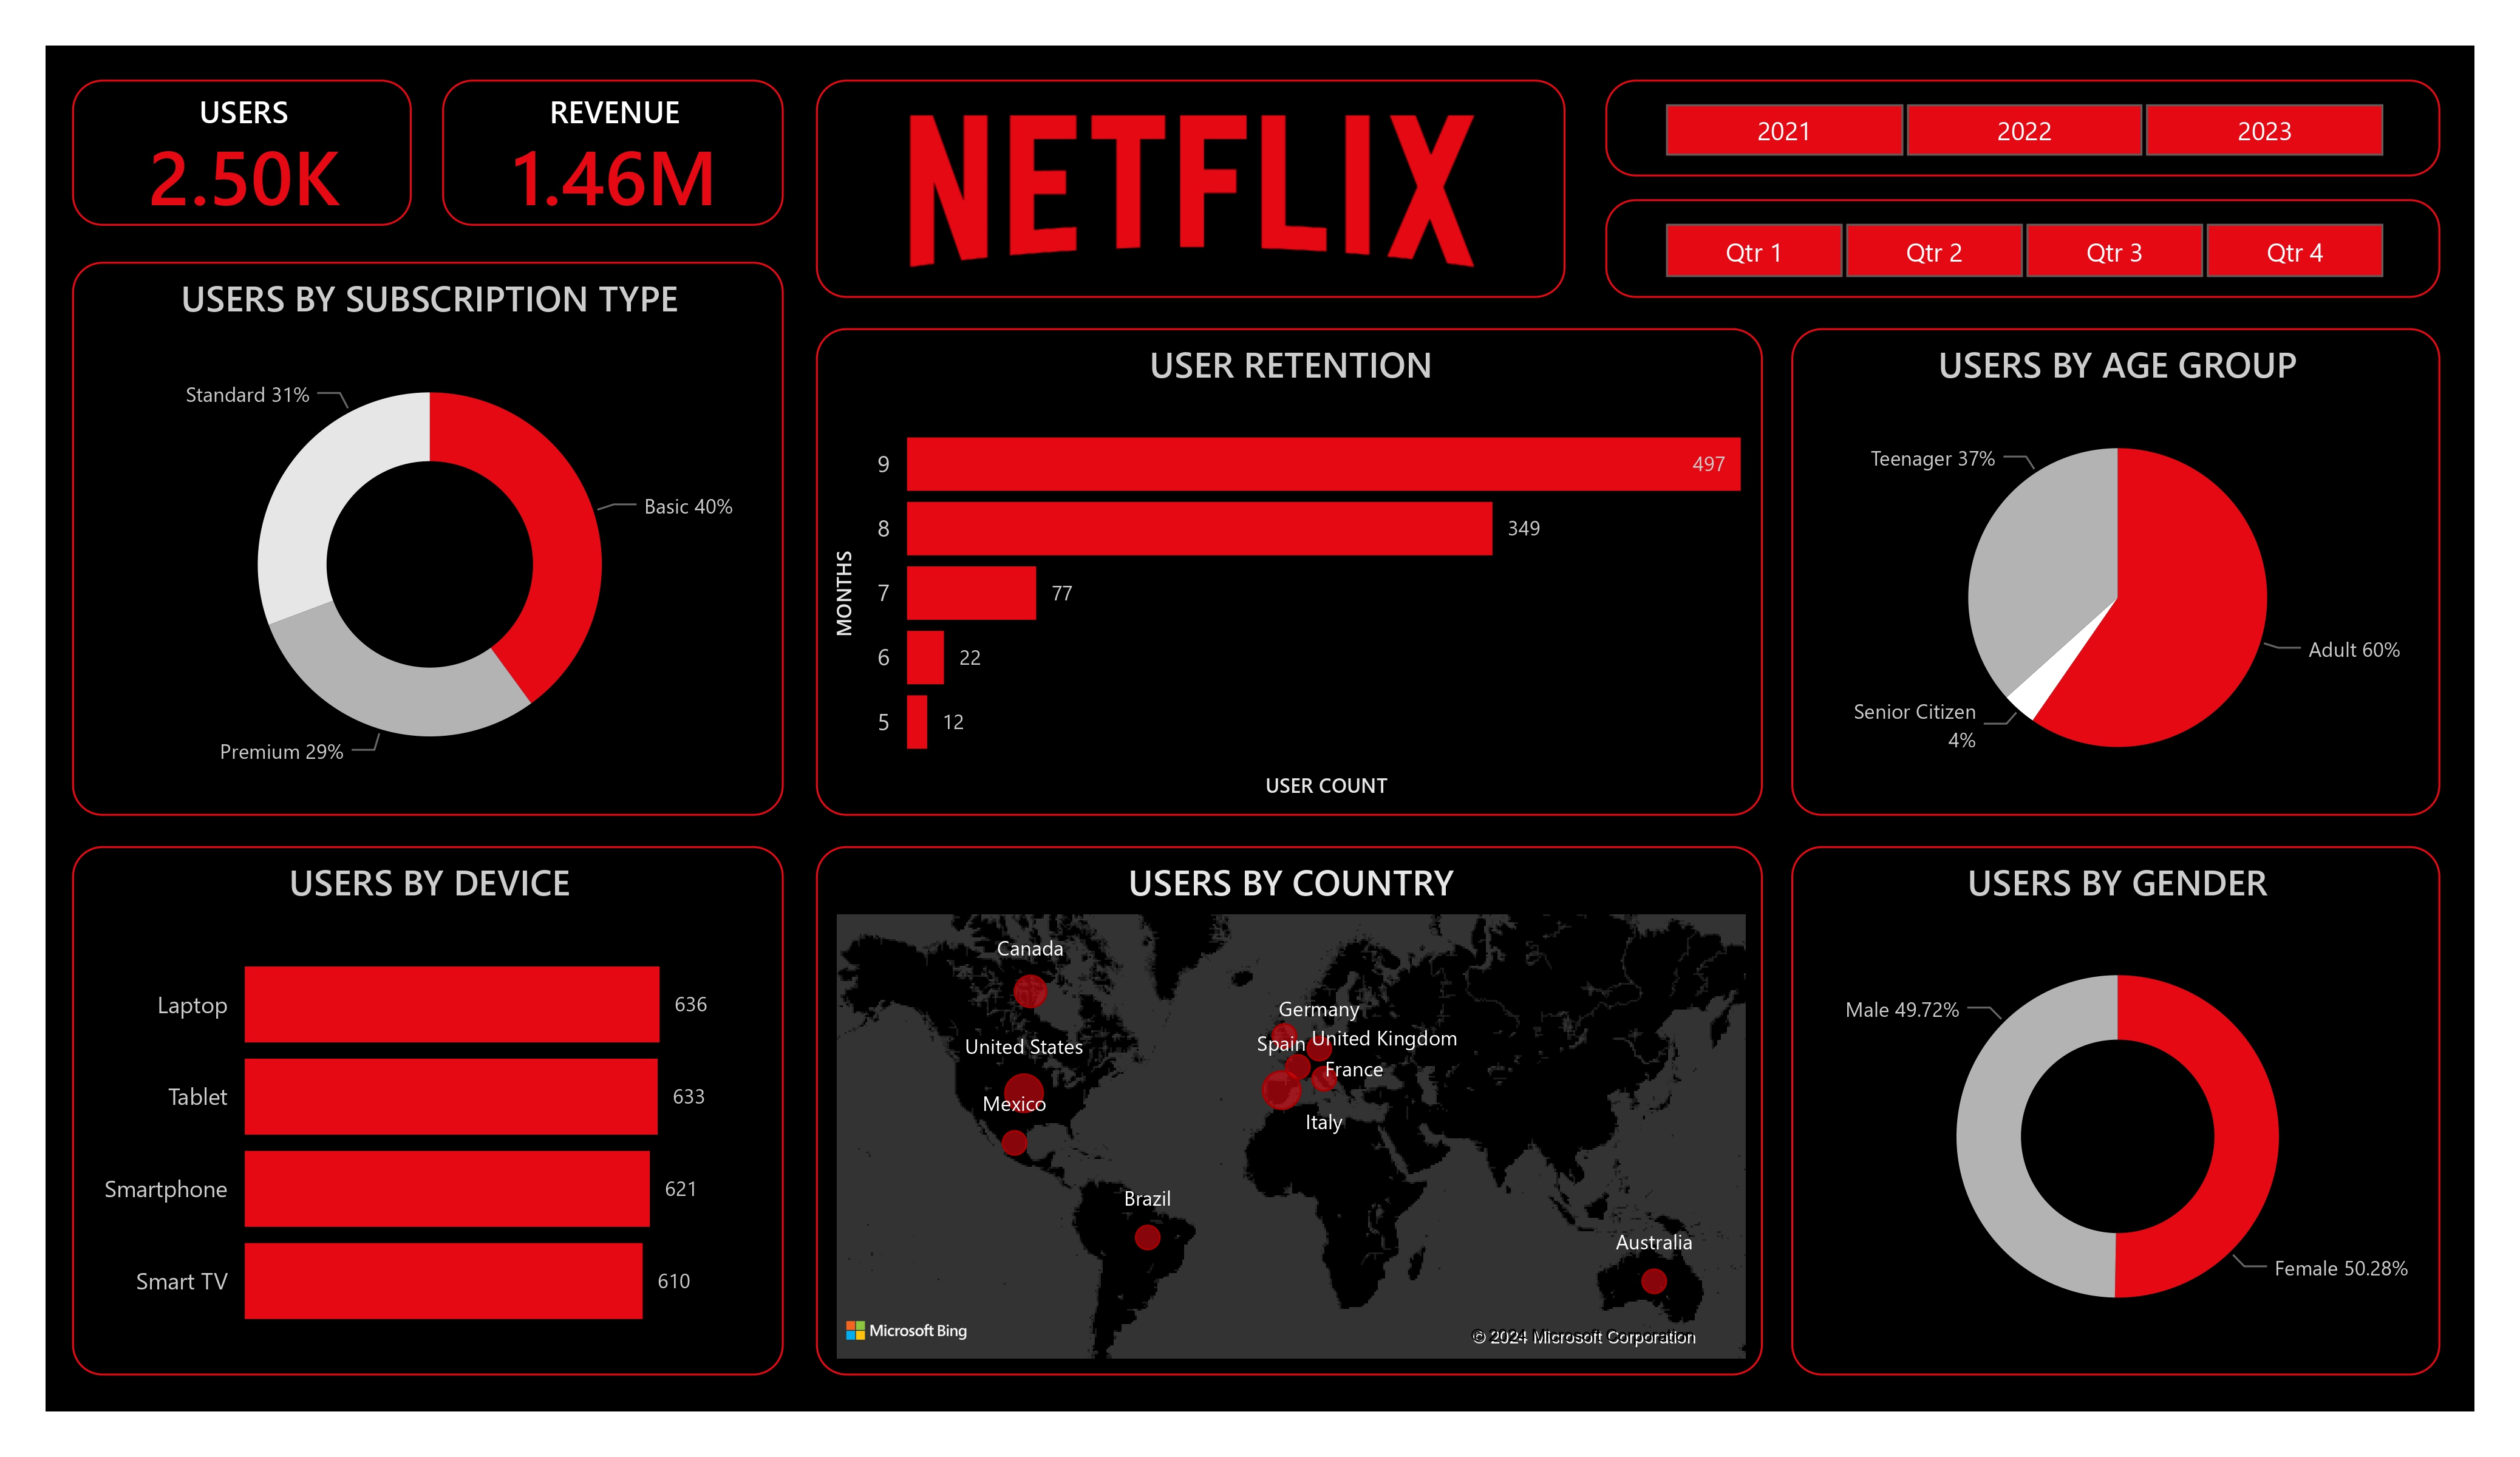 USERS
2.50K
REVENUE
1.46M
NETFLIX
2021
2022
2023
Qtr 1
Qtr 2
Qtr 3
Qtr 4
USERS BY SUBSCRIPTION TYPE
Standard 31%
Basic 40%
Premium 29%
USER RETENTION
MONTHS
9
497
8
349
7
77
6
22
5
12
USER COUNT
USERS BY AGE GROUP
Teenager 37%
Adult 60%
Senior Citizen
4%
USERS BY DEVICE
Laptop
636
Tablet
633
Smartphone
621
Smart TV
610
USERS BY COUNTRY
Canada
United States
Mexico
Brazil
Germany
United Kingdom
Spain
France
Italy
Australia
Microsoft Bing
© 2024 Microsoft Corporation
USERS BY GENDER
Male 49.72%
Female 50.28%